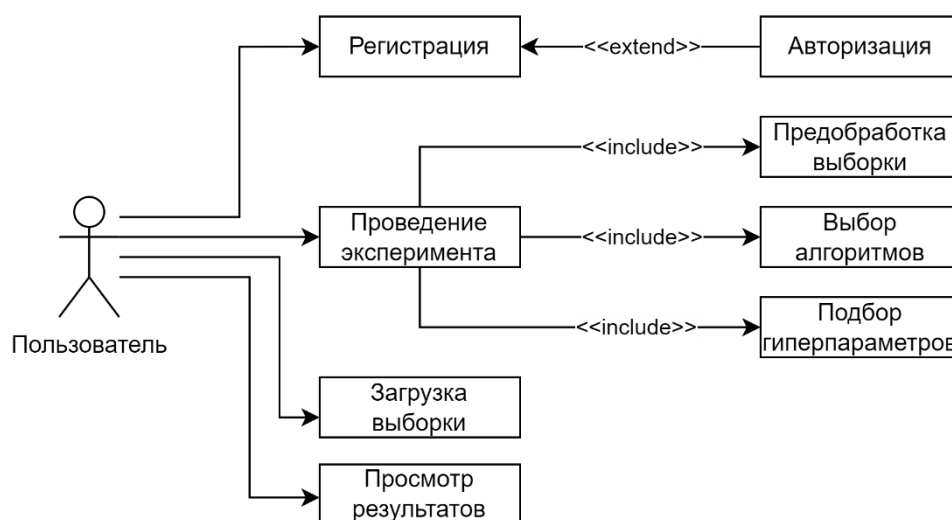 Регистрация
<<extend>>
Авторизация
<<include>>
Предобработка
выборки
Проведение
эксперимента
<<include>>
Выбор
алгоритмов
<<include>>
Подбор
гиперпараметров
Пользователь
Загрузка
выборки
Просмотр
результатов